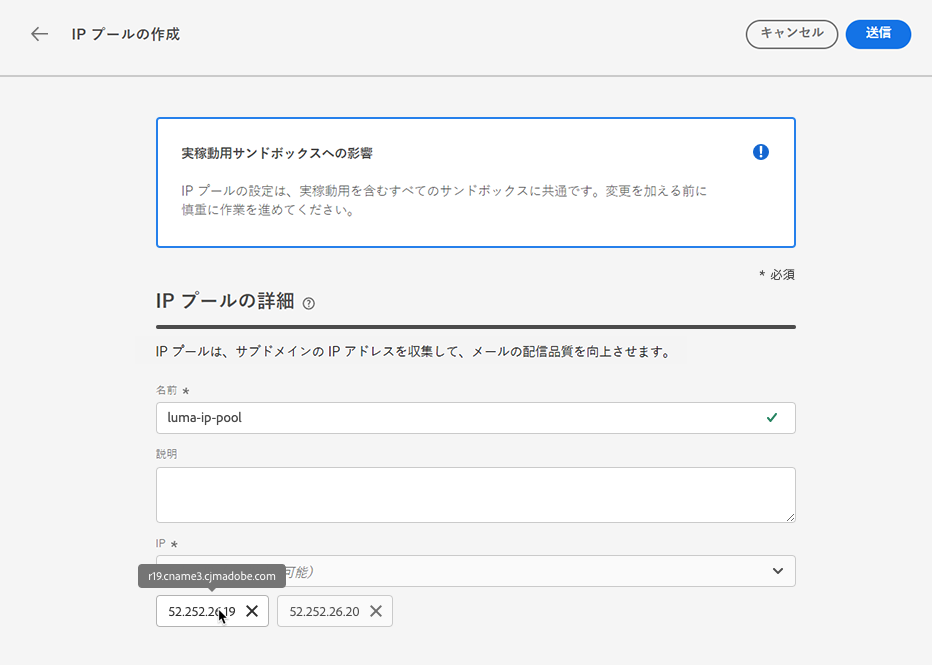 IP プールの作成
キャンセル
送信
実稼動用サンドボックスへの影響
IP プールの設定は、実稼動用を含むすべてのサンドボックスに共通です。変更を加える前に
慎重に作業を進めてください。
* 必須
IP プールの詳細
IP プールは、サブドメインの IP アドレスを収集して、メールの配信品質を向上させます。
名前 *
luma-ip-pool
説明
IP *
可能）
r19.cname3.cjmadobe.com
52.252.26.19
52.252.26.20